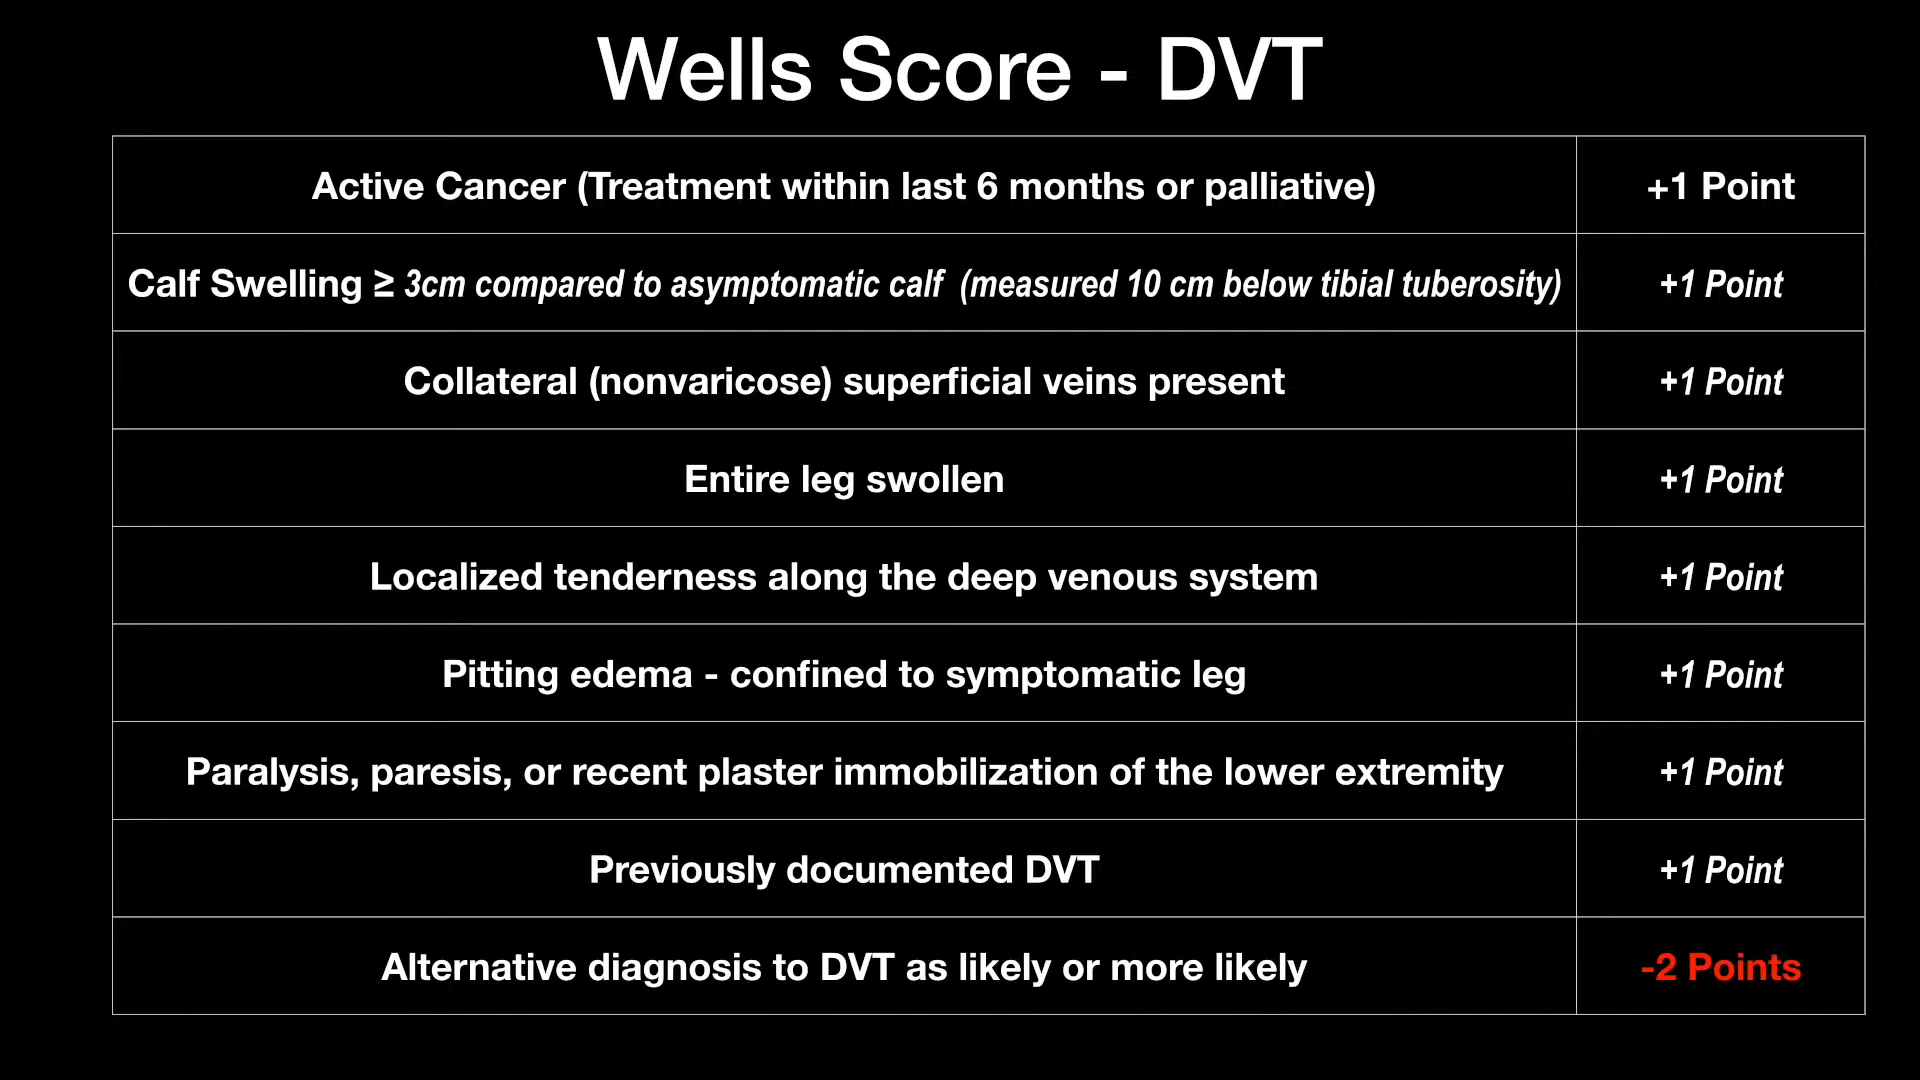 Wells Score - DVT
Active Cancer (Treatment within last 6 months or palliative) +1 Point
Calf Swelling ≥ 3cm compared to asymptomatic calf (measured 10 cm below tibial tuberosity) +1 Point
Collateral (nonvaricose) superficial veins present +1 Point
Entire leg swollen +1 Point
Localized tenderness along the deep venous system +1 Point
Pitting edema - confined to symptomatic leg +1 Point
Paralysis, paresis, or recent plaster immobilization of the lower extremity +1 Point
Previously documented DVT +1 Point
Alternative diagnosis to DVT as likely or more likely -2 Points